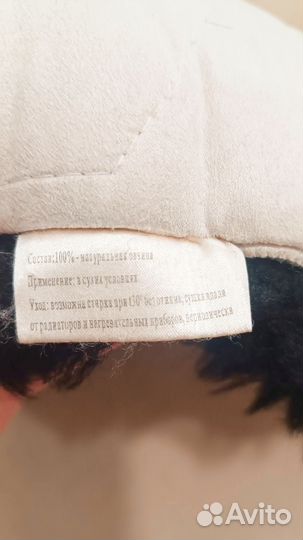 Состав:100% - натуральная овчина
Применение: в сухих условиях
Уход: возможна стирка при t30° без отжима, сушка вдали
от радиаторов и нагревательных приборов, периодически
Avito